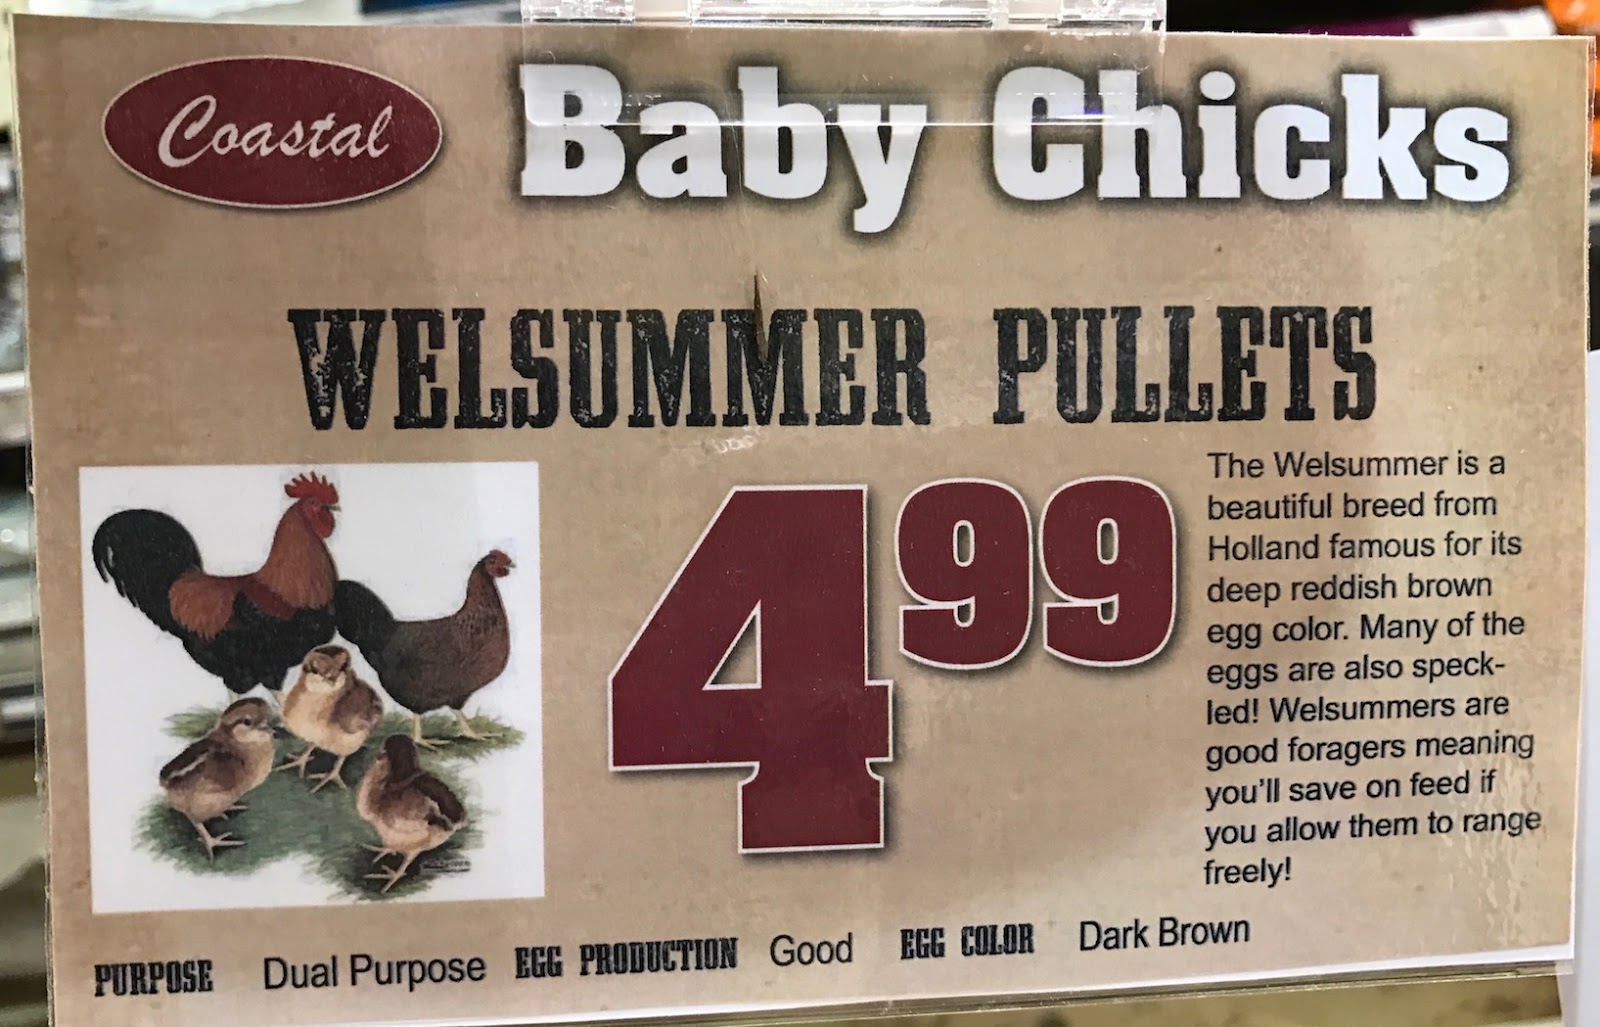 Coastal
Baby Chicks
WELSUMMER PULLETS
499
The Welsummer is a
beautiful breed from
Holland famous for its
deep reddish brown
egg color. Many of the
eggs are also speck-
led! Welsummers are
good foragers meaning
you'll save on feed if
you allow them to range
freely!
PURPOSE Dual Purpose EGG PRODUCTION Good EGG COLOR Dark Brown